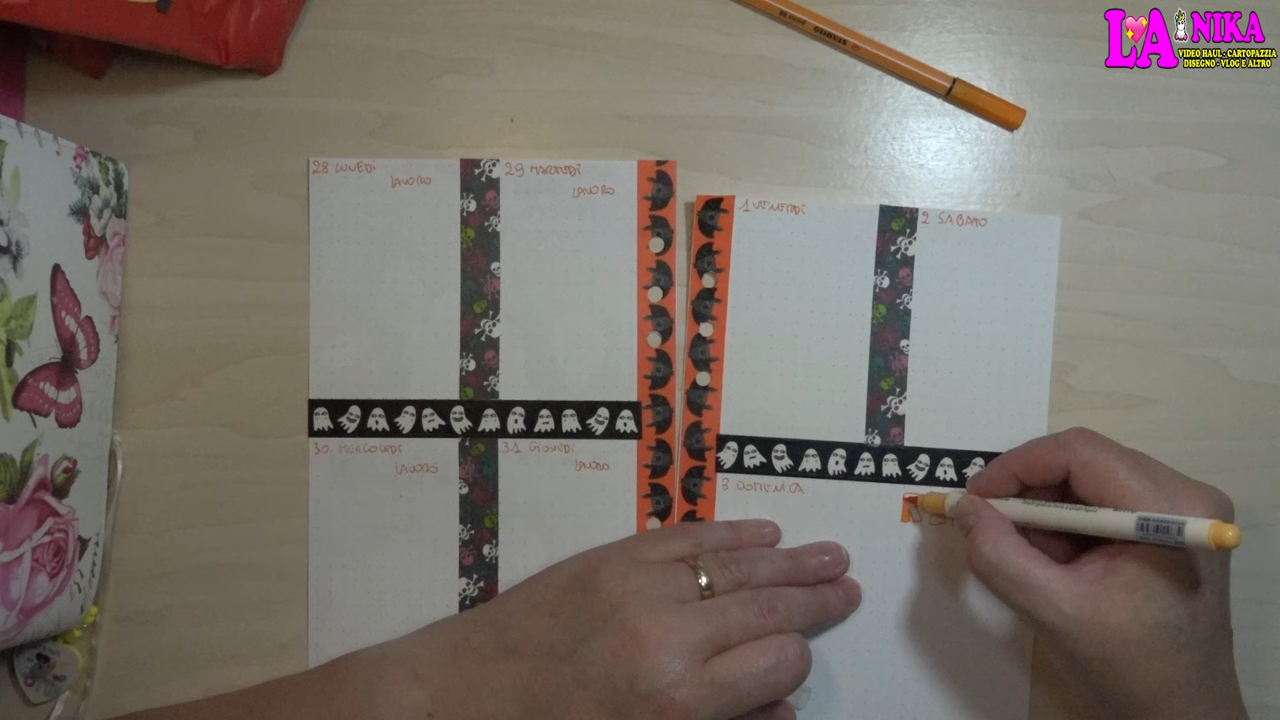 LA NIKA
VIDEO HAUL - CARTOPAZZIA
DISEGNO - VLOG E ALTRO
STABILO
28 LUNEDÌ
LAVORO
29 MARTEDÌ
LAVORO
1 VENERDÌ
2 SABATO
30 MERCOLEDÌ
LAVORO
31 GIOVEDÌ
LAVORO
3 DOMENICA